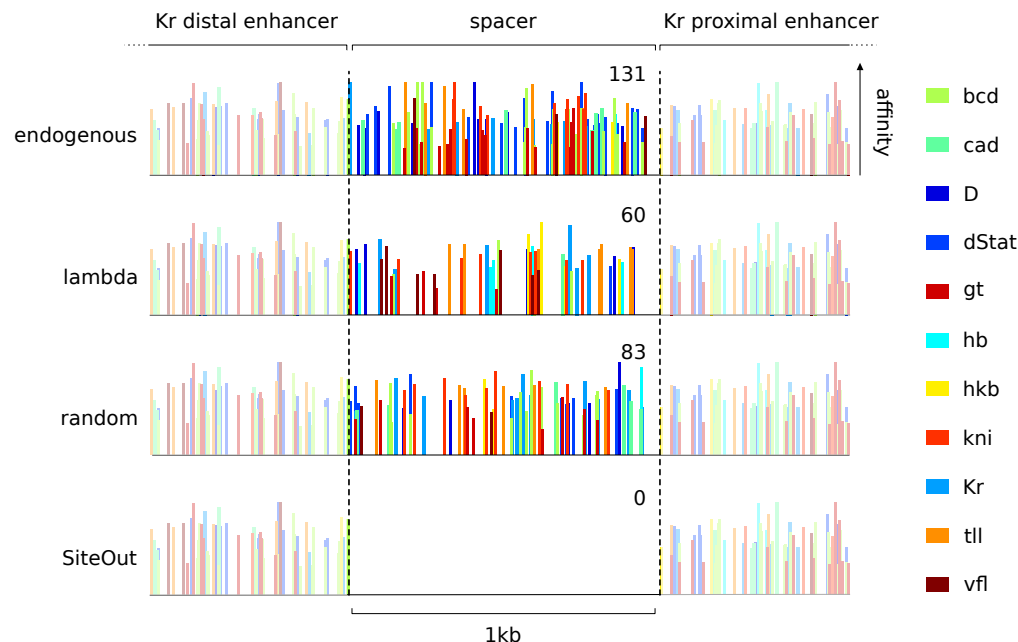 Kr distal enhancer
spacer
Kr proximal enhancer
131
endogenous
affinity
60
lambda
83
random
0
SiteOut
1kb
bcd
cad
D
dStat
gt
hb
hkb
kni
Kr
tll
vfl